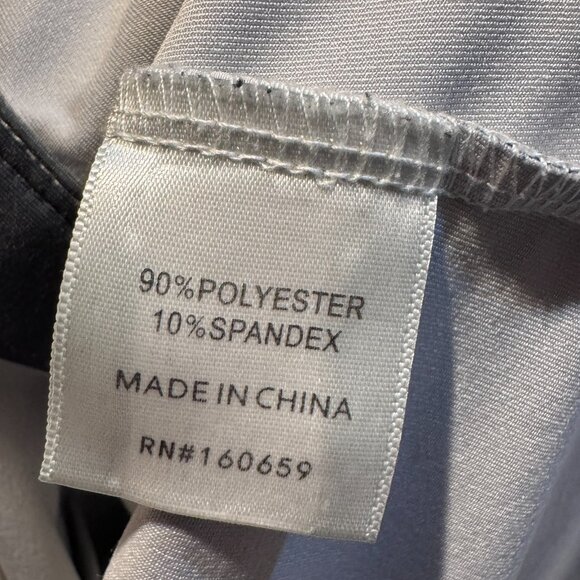 90%POLYESTER
10%SPANDEX
MADE IN CHINA
RN#160659